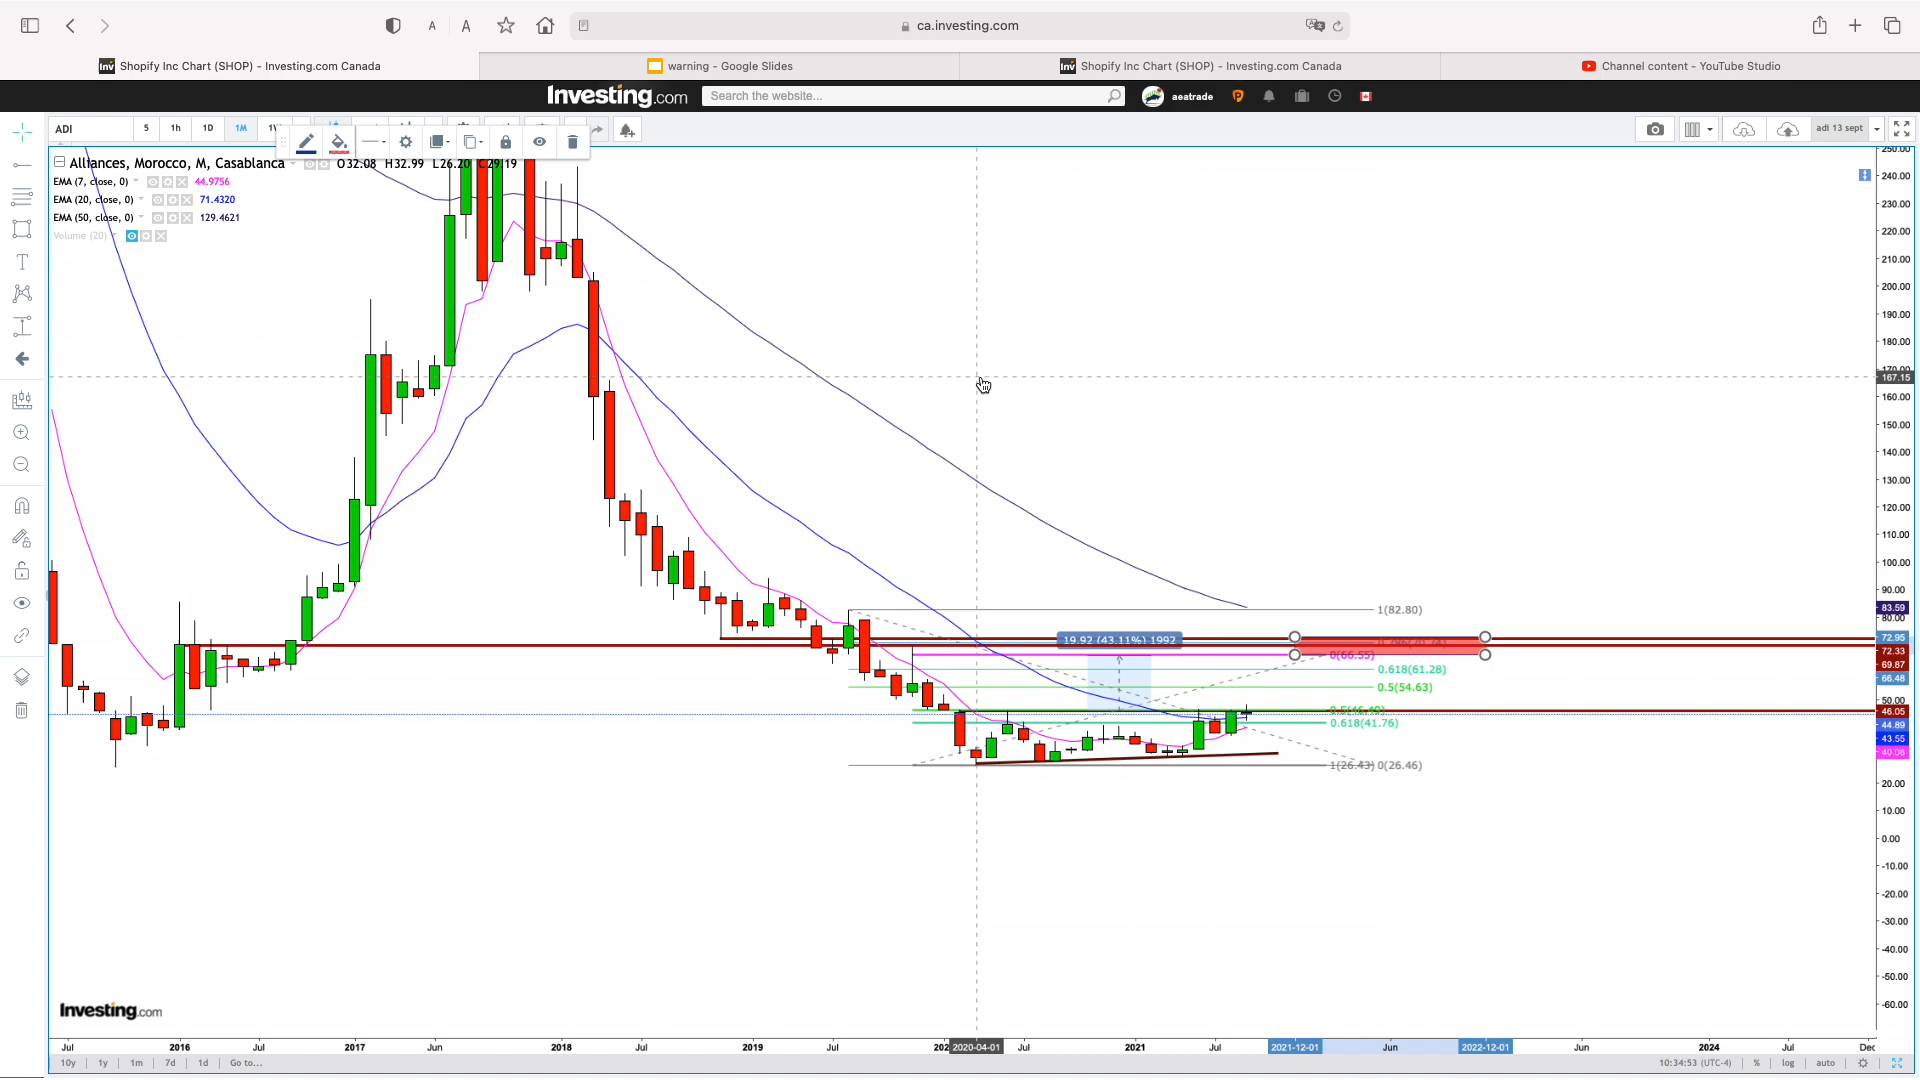 A A ca.investing.com
Shopify Inc Chart (SHOP) - Investing.com Canada
warning - Google Slides
Shopify Inc Chart (SHOP) - Investing.com Canada
Channel content - YouTube Studio
Investing.com Search the website... aeatrade
ADI 5 1h 1D 1M adi 13 sept
Alliances, Morocco, M, Casablanca O32.08 H32.99 L26.20 C29.19
EMA (7, close, 0) 44.9756
EMA (20, close, 0) 71.4320
EMA (50, close, 0) 129.4621
Volume (20)
250.00
240.00
230.00
220.00
210.00
200.00
190.00
180.00
170.00
167.15
160.00
150.00
140.00
130.00
120.00
110.00
100.00
90.00
83.59
80.00
72.95
72.33
69.87
66.48
50.00
46.05
44.89
43.55
40.08
20.00
10.00
0.00
-10.00
-20.00
-30.00
-40.00
-50.00
-60.00
1(82.80)
19.92 (43.11%) 1992
0(66.55)
0.618(61.28)
0.5(54.63)
0.618(41.76)
1(26.43) 0(26.46)
Investing.com
Jul 2016 Jul 2017 Jun 2018 Jul 2019 Jul 2020-04-01 Jul 2021 Jul 2021-12-01 Jun 2022-12-01 Jun 2024 Jul Dec
10y 1y 1m 7d 1d Go to... 10:34:53 (UTC-4) % log auto